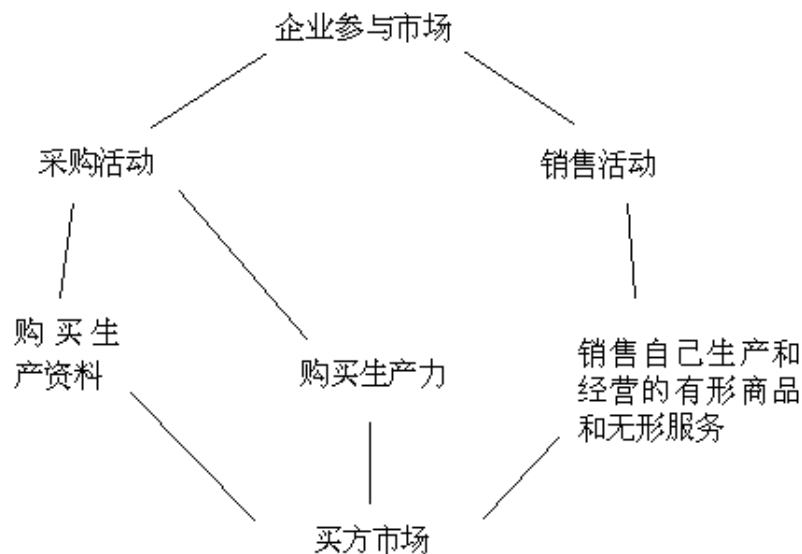 企业参与市场
采购活动
销售活动
购买生
产资料
购买生产力
销售自己生产和
经营的有形商品
和无形服务
买方市场